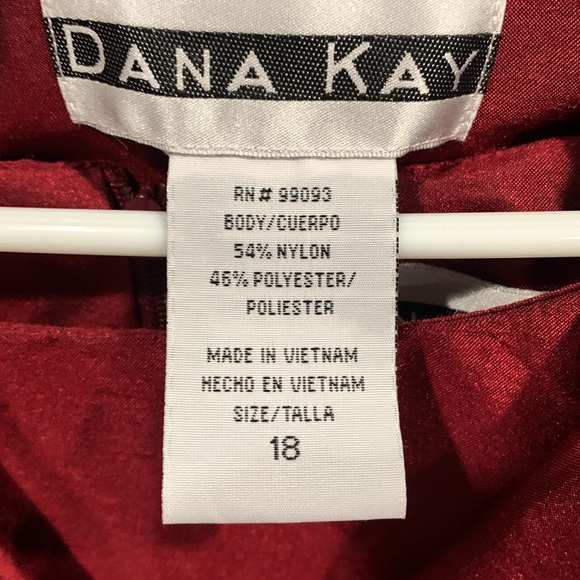 DANA KAY
RN# 99093
BODY/CUERPO
54% NYLON
46% POLYESTER/
POLIESTER
MADE IN VIETNAM
HECHO EN VIETNAM
SIZE/TALLA
18